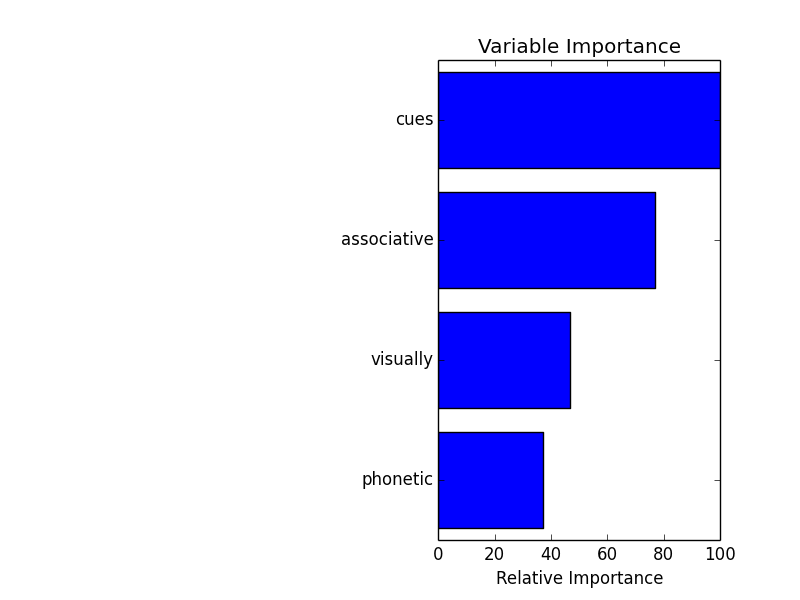 Variable Importance
cues
associative
visually
phonetic
0 20 40 60 80 100
Relative Importance